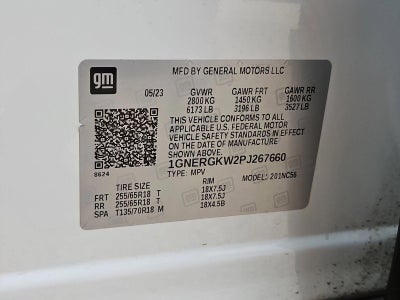 gm
MFD BY GENERAL MOTORS LLC
05/23 GVWR GAWR FRT GAWR RR
2800 KG 1450 KG 1600 KG
6173 LB 3196 LB 3527 LB
THIS VEHICLE CONFORMS TO ALL
APPLICABLE U.S. FEDERAL MOTOR
VEHICLE SAFETY STANDARDS IN
EFFECT ON THE DATE OF
MANUFACTURE SHOWN ABOVE.
1GNERGKW2PJ267660
8624 TYPE: MPV MODEL: 201NC56
TIRE SIZE RIM
FRT 255/65R18 T 18X7.5J
RR 255/65R18 T 18X7.5J
SPA T135/70R18 M 18X4.5B